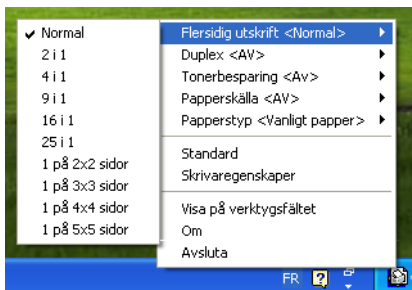 Normal
2 i 1
4 i 1
9 i 1
16 i 1
25 i 1
1 på 2x2 sidor
1 på 3x3 sidor
1 på 4x4 sidor
1 på 5x5 sidor
Flersidig utskrift <Normal>
Duplex <AV>
Tonerbesparing <Av>
Papperskälla <AV>
Papperstyp <Vanligt papper>
Standard
Skrivaregenskaper
Visa på verktygsfältet
Om
Avsluta
FR